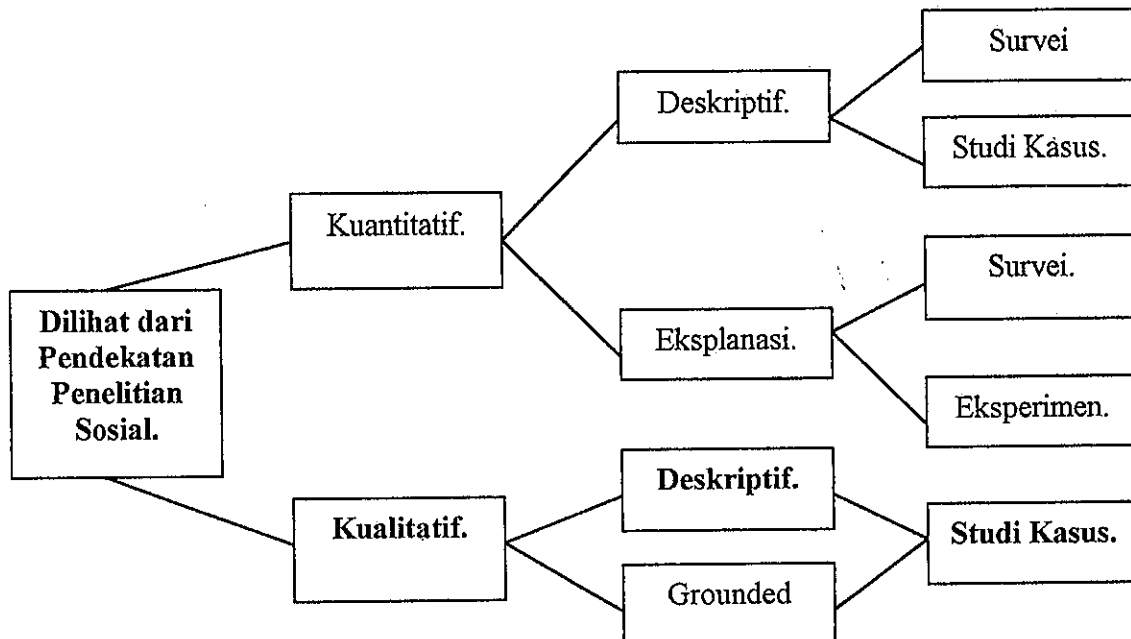 Survei
Deskriptif.
Studi Kasus.
Kuantitatif.
Survei.
Dilihat dari
Pendekatan
Penelitian
Sosial.
Eksplanasi.
Eksperimen.
Deskriptif.
Kualitatif.
Studi Kasus.
Grounded